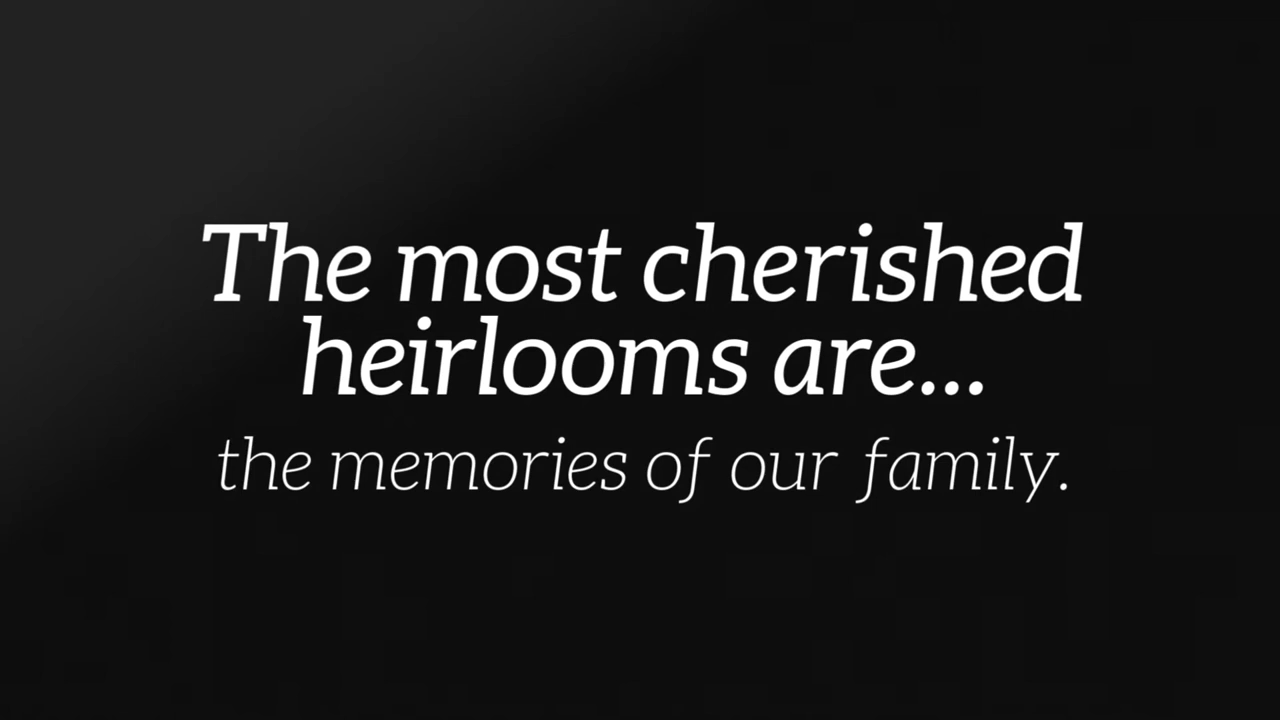 The most cherished
heirlooms are...
the memories of our family.